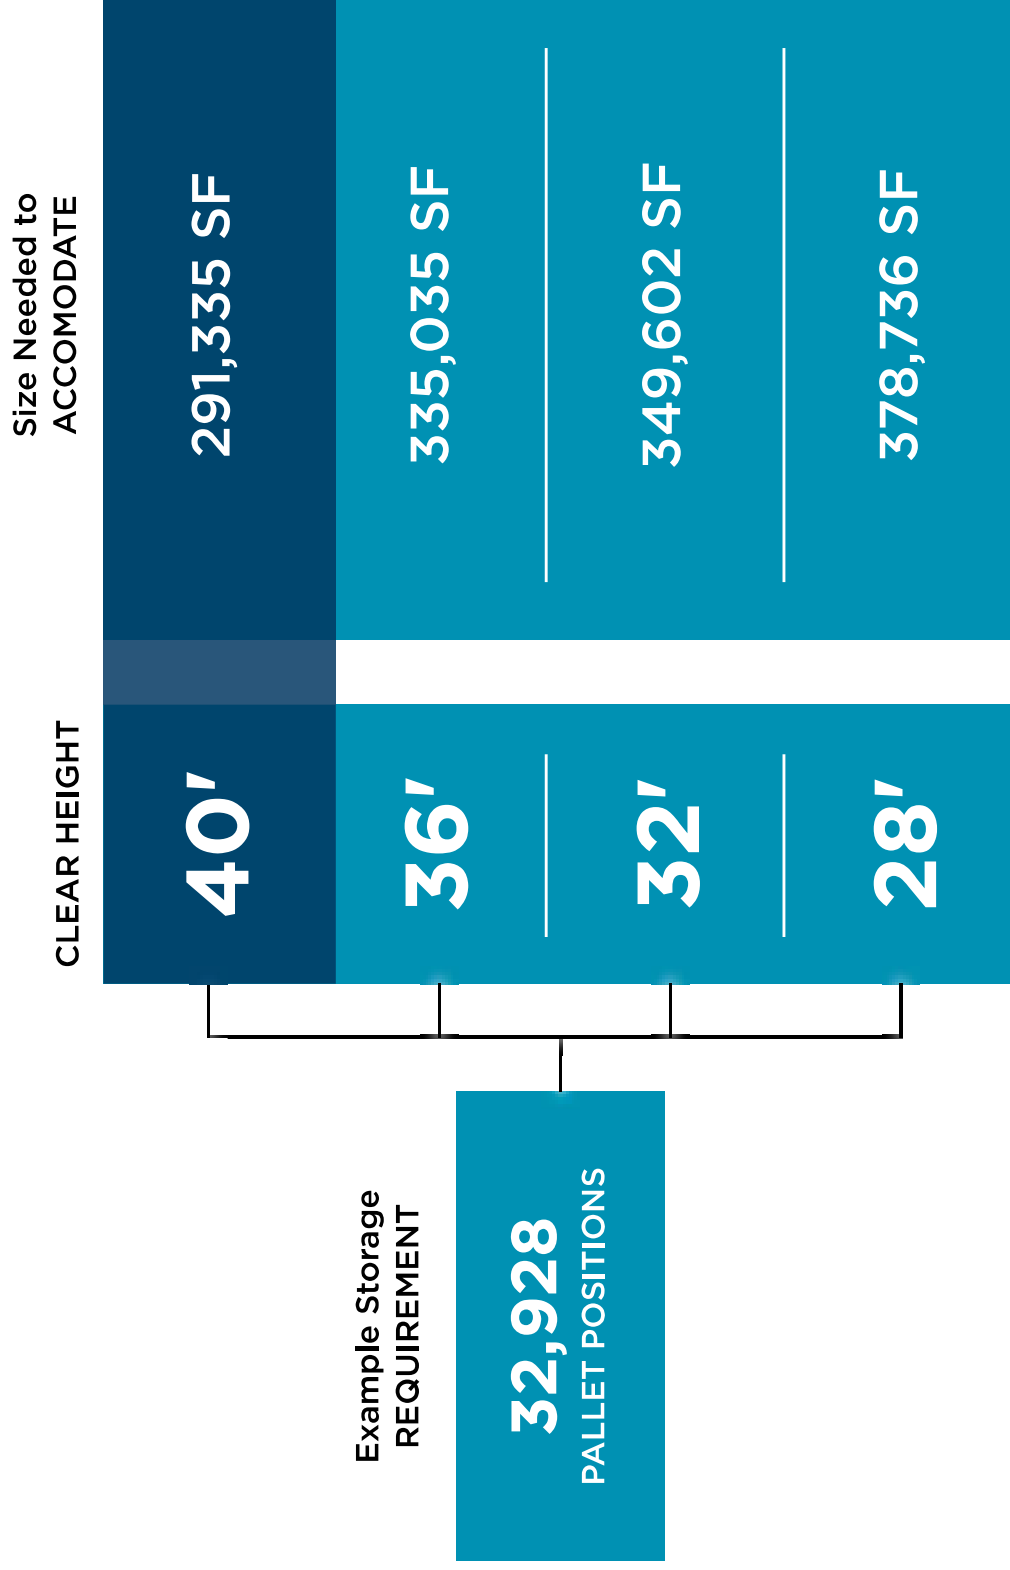 Example Storage
REQUIREMENT
32,928
PALLET POSITIONS
CLEAR HEIGHT
Size Needed to
ACCOMODATE
40'
291,335 SF
36'
335,035 SF
32'
349,602 SF
28'
378,736 SF